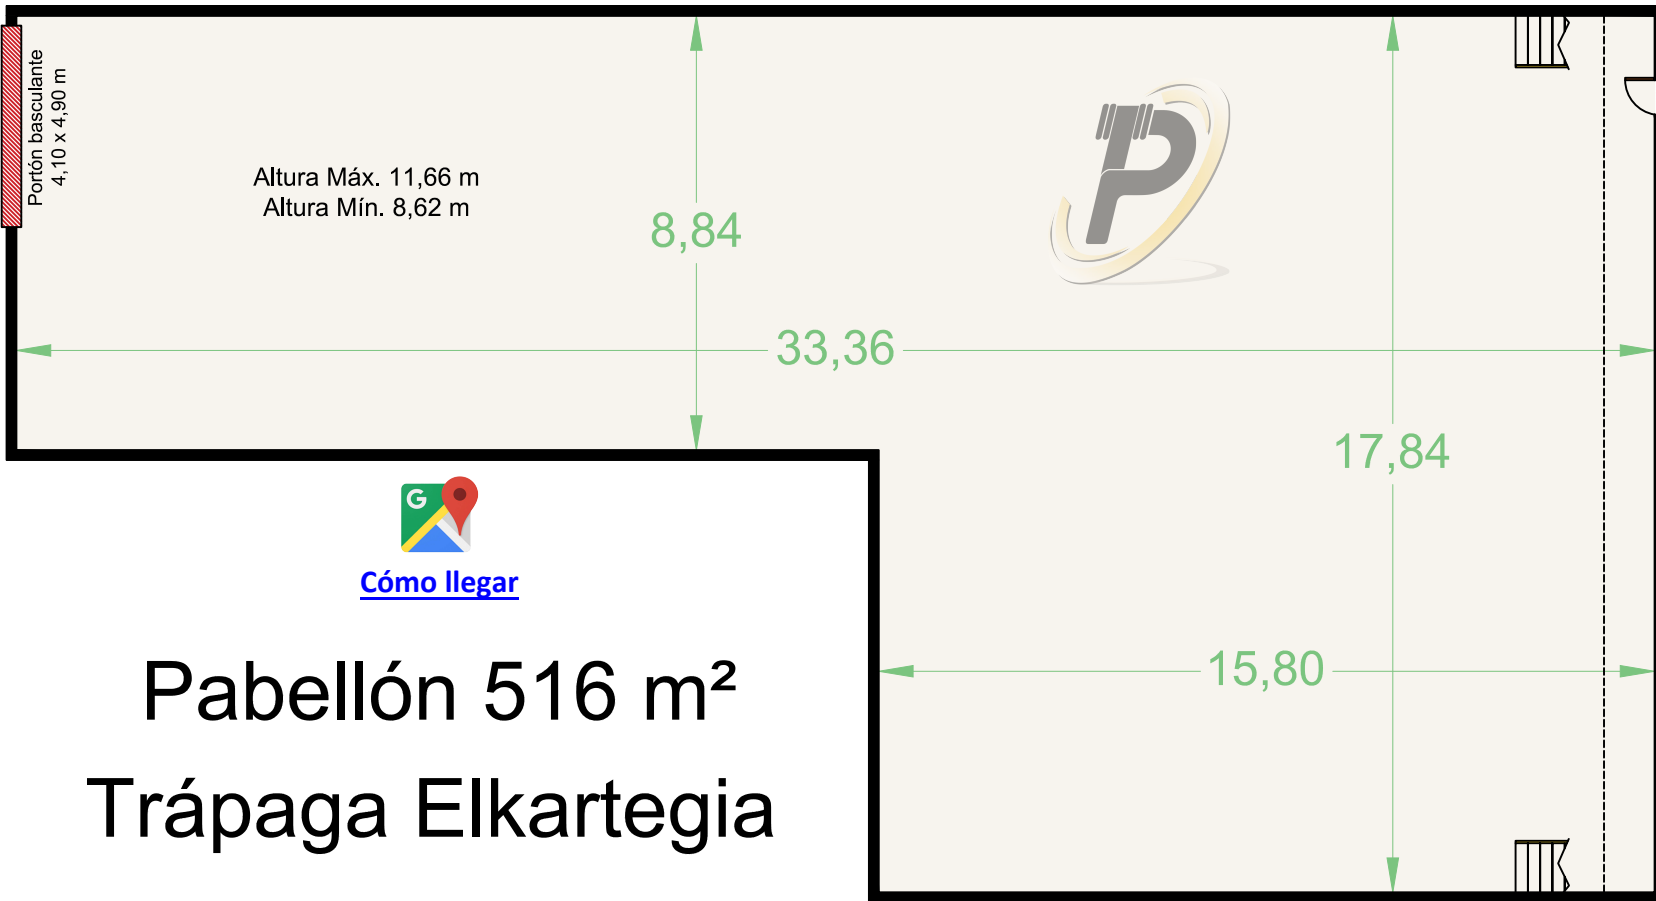 Portón basculante
4,10 x 4,90 m
Altura Máx. 11,66 m
Altura Mín. 8,62 m
8,84
33,36
17,84
G
Cómo llegar
15,80
Pabellón 516 m²
Trápaga Elkartegia